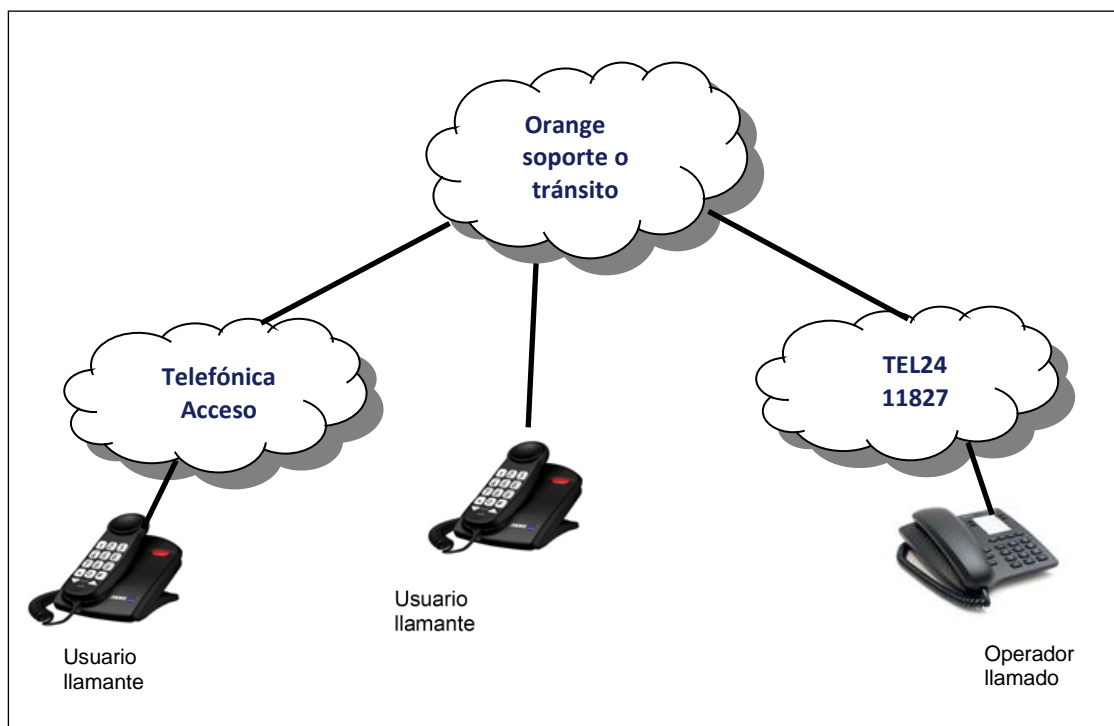 Orange
soporte o
tránsito
Telefónica
Acceso
TEL24
11827
Usuario
llamante
Usuario
llamante
Operador
llamado